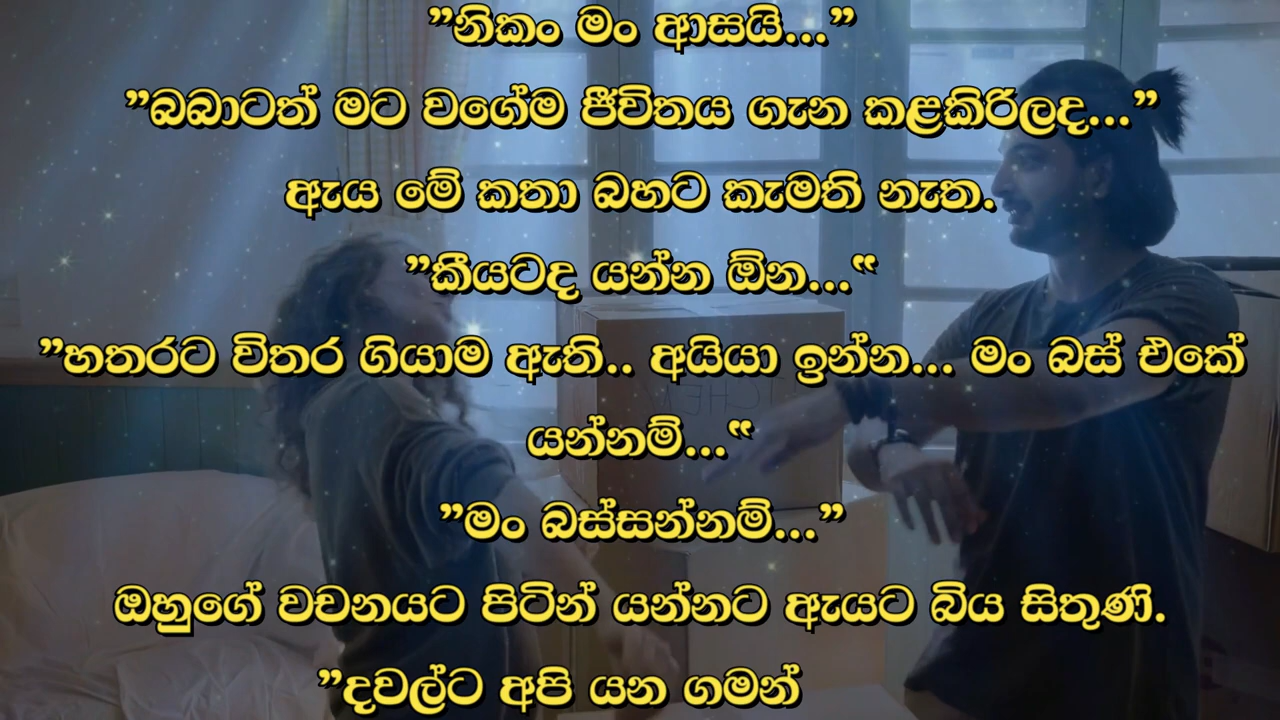 ”නිකං මං ආසයි...”
”බබාටත් මට වගේම ජීවිතය ගැන කළකිරිලද...”
ඇය මේ කතා බහට කැමති නැත.
”කීයටද යන්න ඕන...‟
”හතරට විතර ගියාම ඇති.. අයියා ඉන්න... මං බස් එකේ
යන්නම්...‟
”මං බස්සන්නම්...”
ඔහුගේ වචනයට පිටින් යන්නට ඇයට බිය සිතුණි.
”දවල්ට අපි යන ගමන්